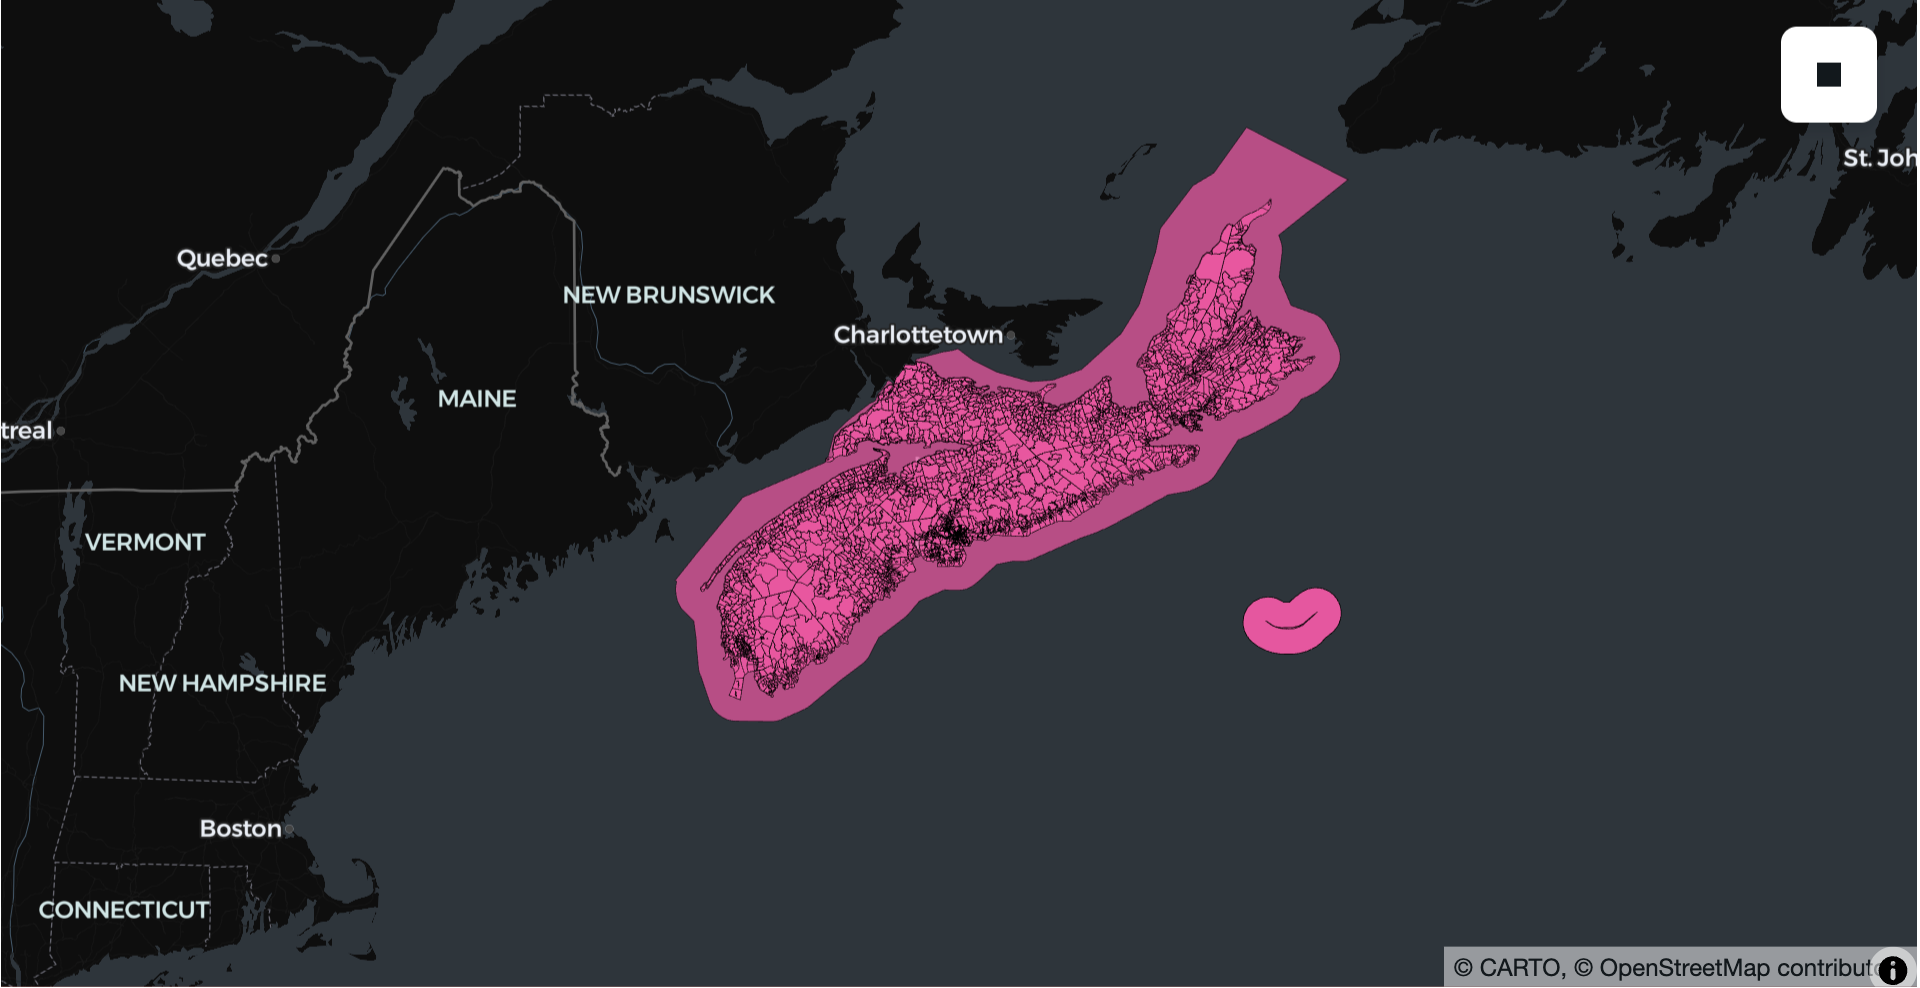 St. Joh
Quebec
NEW BRUNSWICK
Charlottetown
MAINE
treal
VERMONT
NEW HAMPSHIRE
Boston
CONNECTICUT
© CARTO, © OpenStreetMap contribut